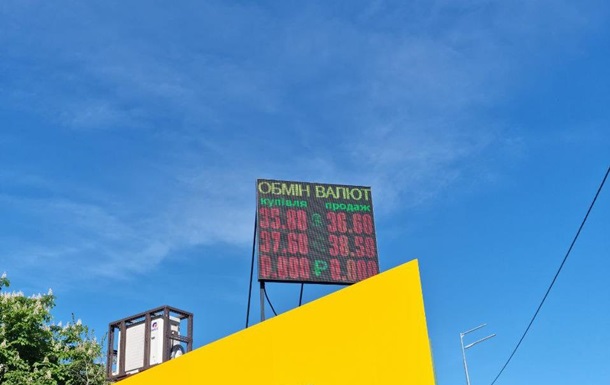 ОБМІН ВАЛЮТ
купівля продаж
35.80 $ 36.60
37.60 38.50
0.000 ₽ 0.000